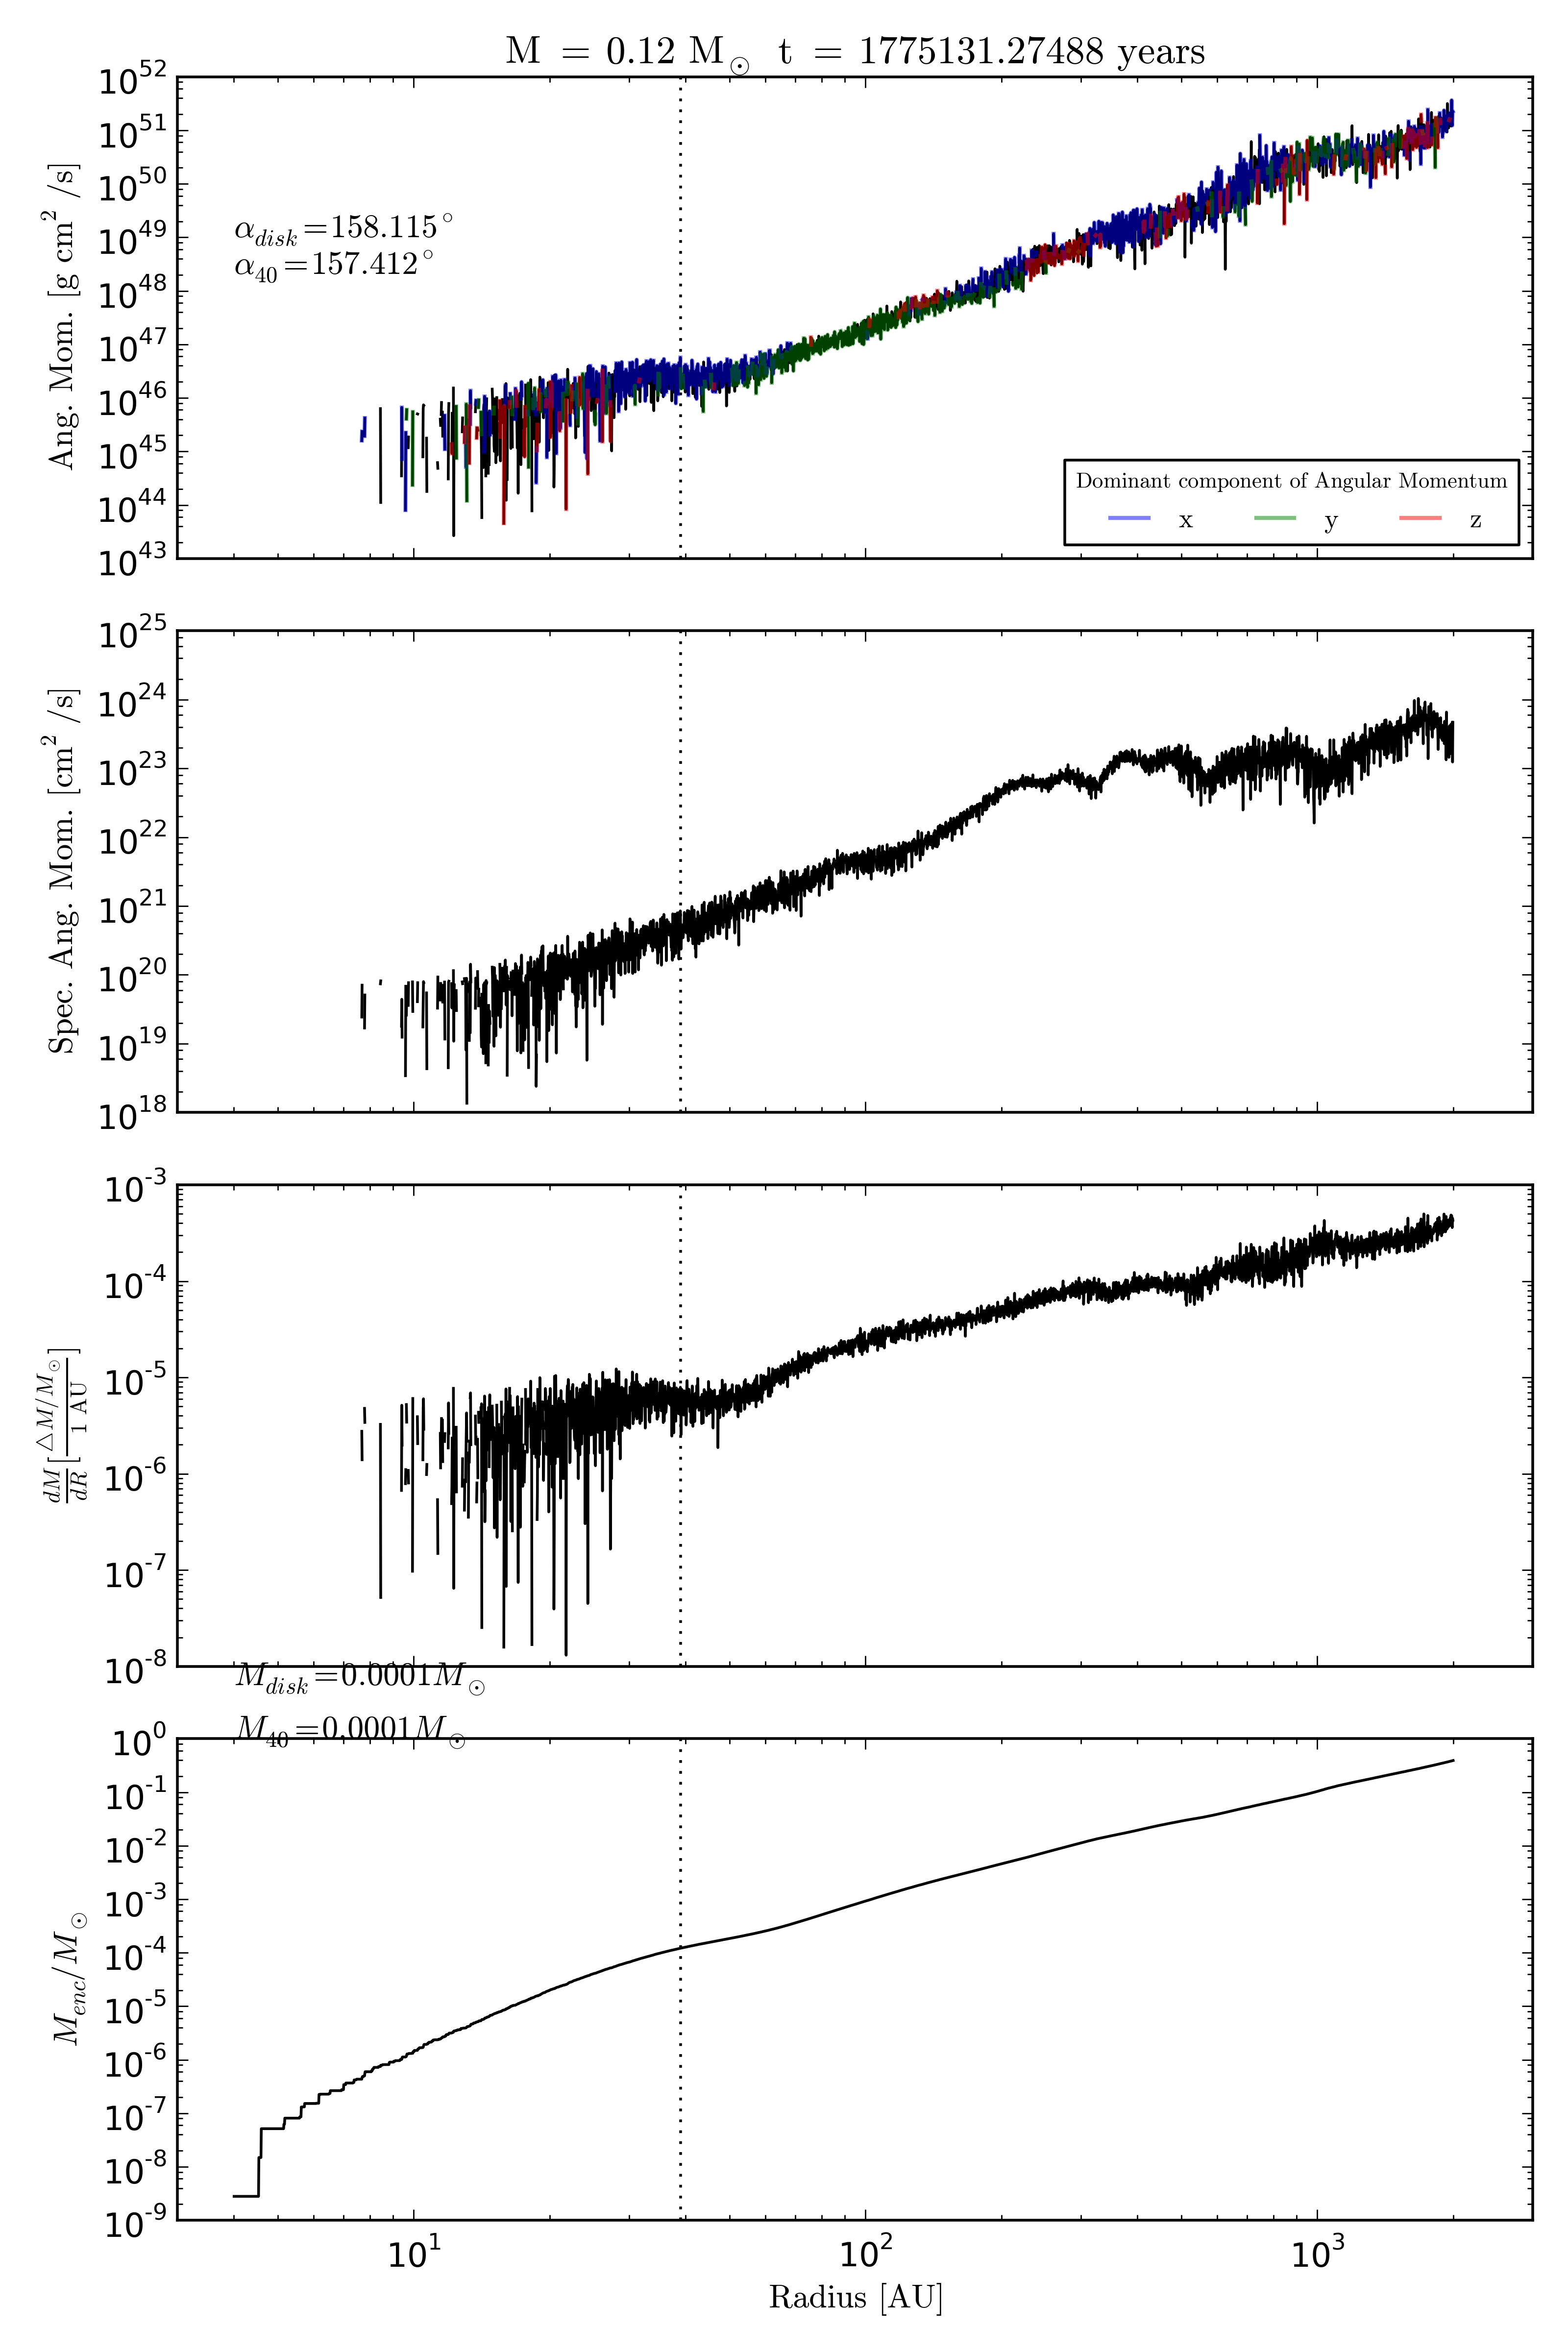 M = 0.12 M⊙ t = 1775131.27488 years
10^52
10^51
10^50
10^49
10^48
10^47
10^46
10^45
10^44
10^43
Ang. Mom. [g cm^2 /s]
α_disk=158.115°
α_40=157.412°
Dominant component of Angular Momentum
x y z
10^25
10^24
10^23
10^22
10^21
10^20
10^19
10^18
Spec. Ang. Mom. [cm^2 /s]
10^-3
10^-4
10^-5
10^-6
10^-7
10^-8
dM/dR [△M/M⊙ / 1 AU]
M_disk=0.0001M⊙
M_40=0.0001M⊙
10^0
10^-1
10^-2
10^-3
10^-4
10^-5
10^-6
10^-7
10^-8
10^-9
M_enc/M⊙
10^1 10^2 10^3
Radius [AU]